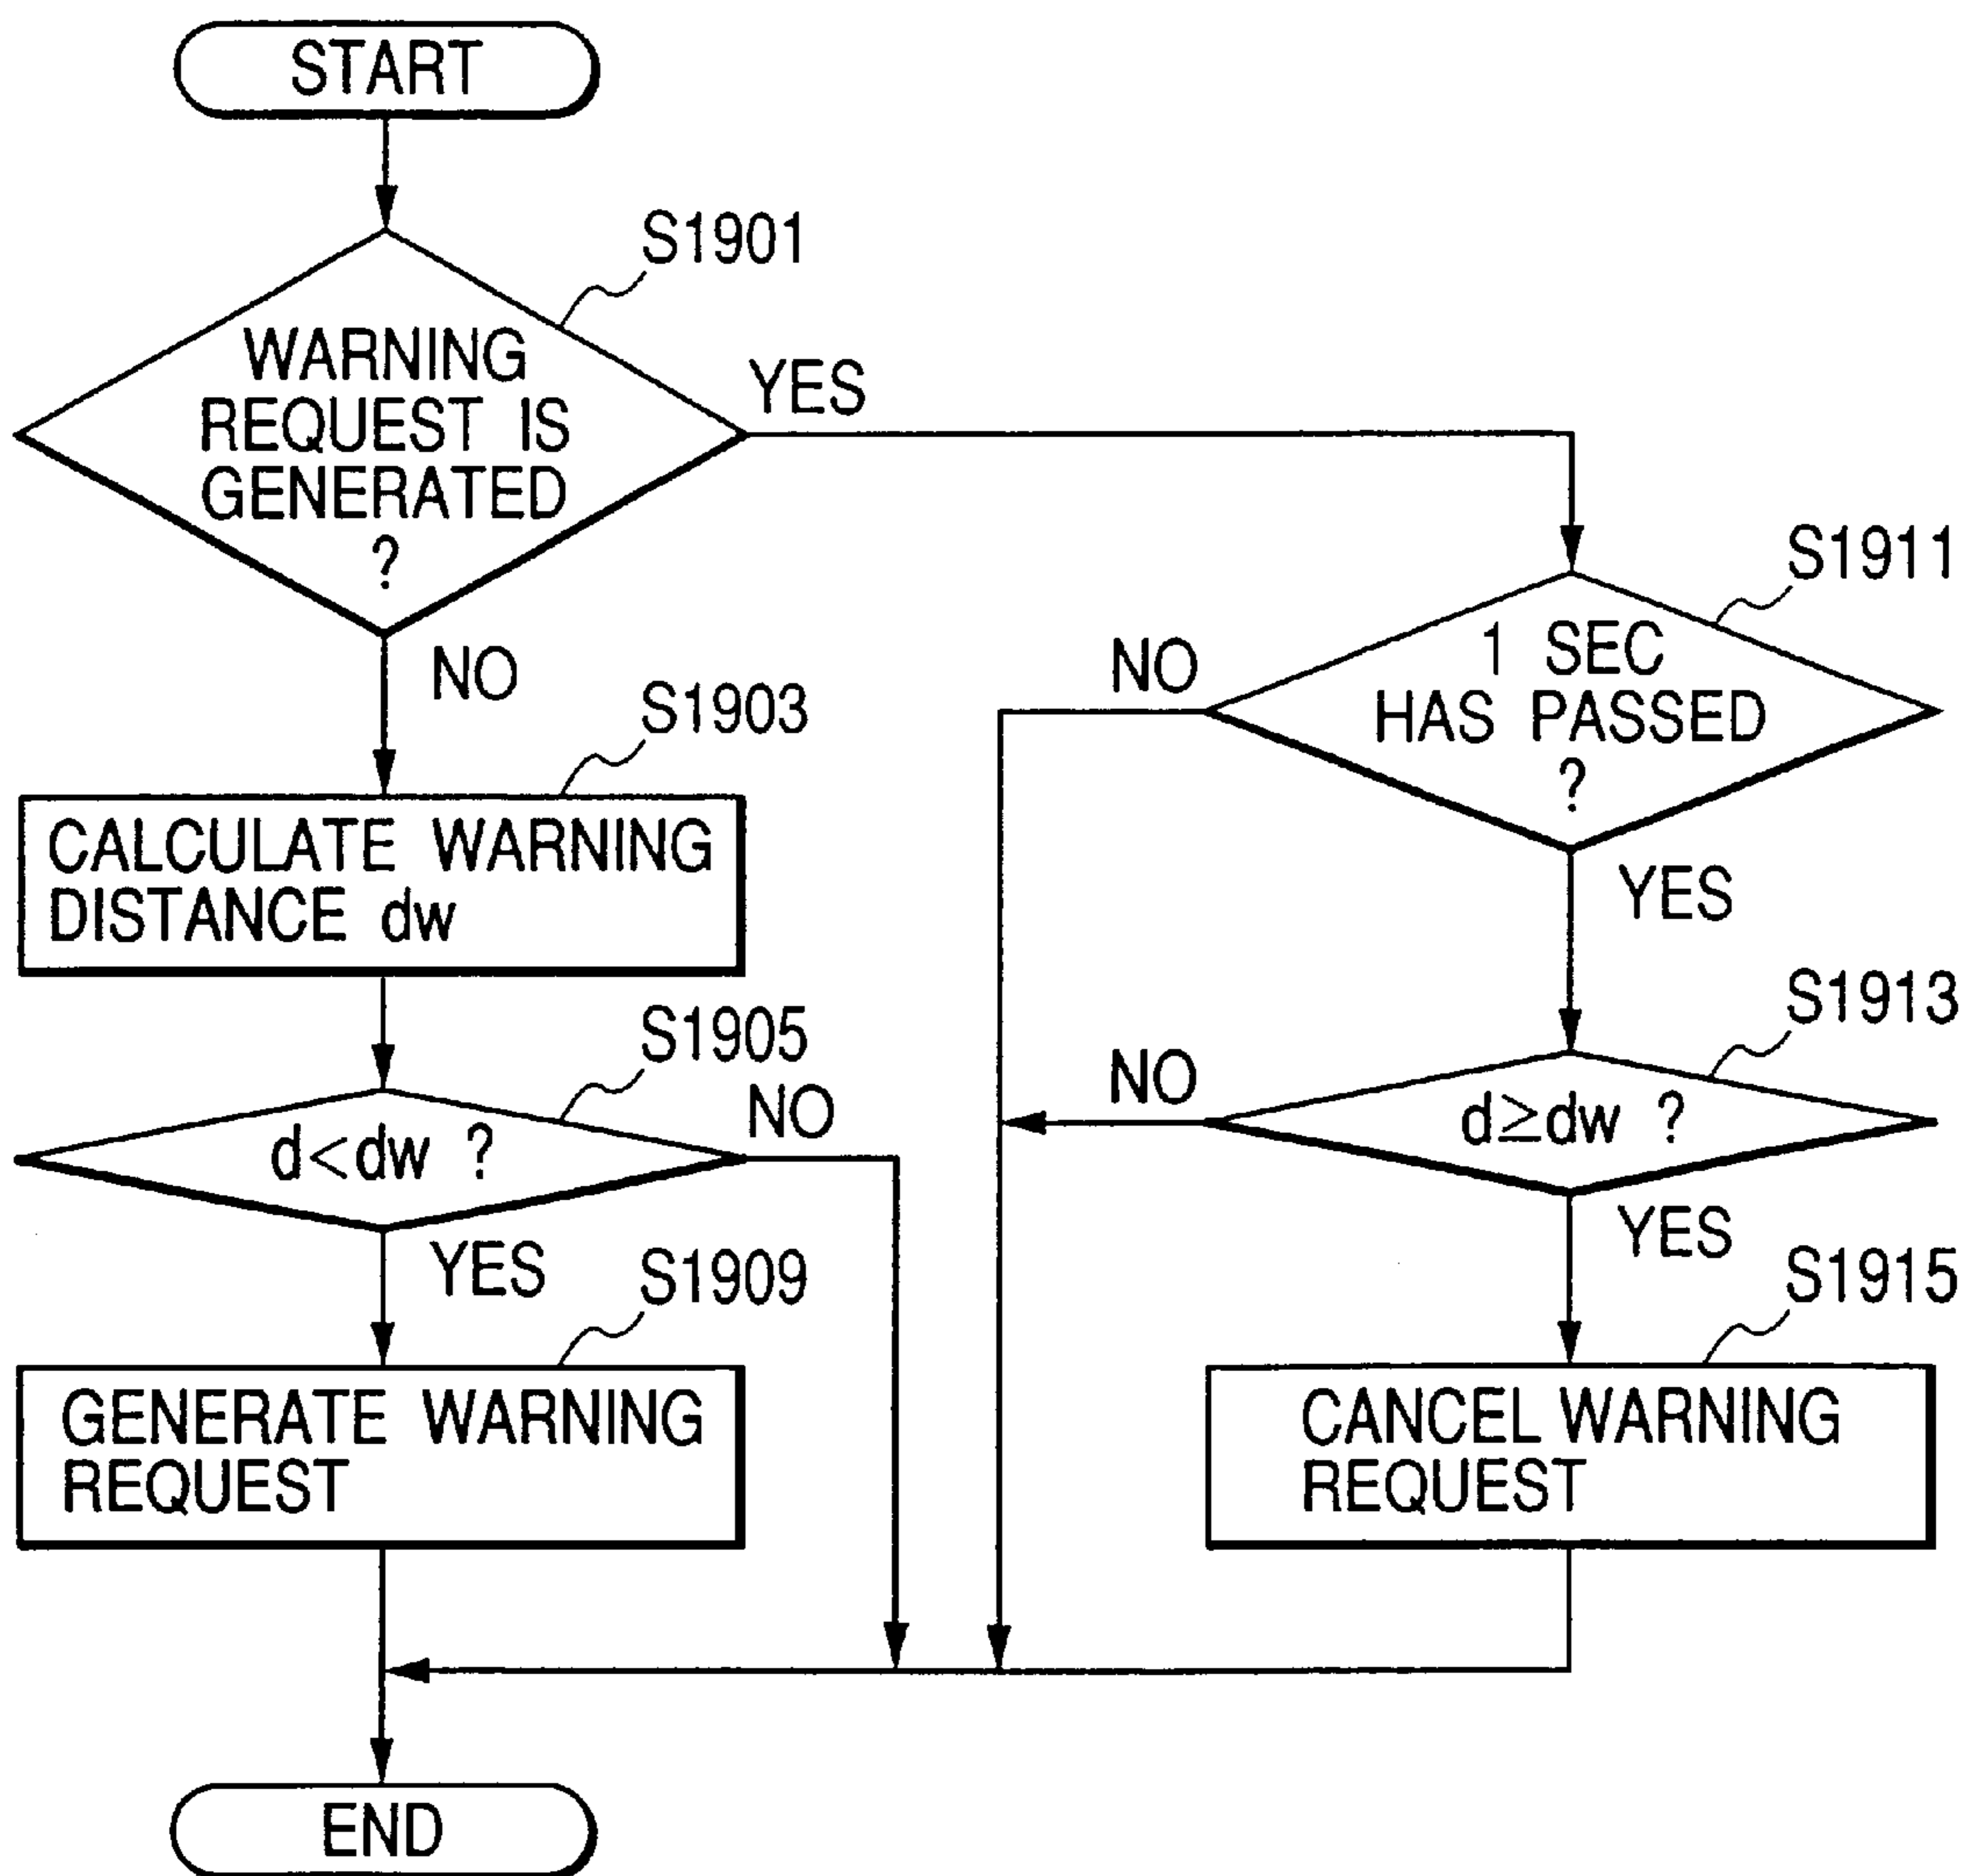 START
S1901
WARNING
REQUEST IS
GENERATED
?
YES
NO
S1911
1 SEC
HAS PASSED
?
NO
YES
S1903
CALCULATE WARNING
DISTANCE dw
S1905
d<dw ?
NO
YES
S1913
d≥dw ?
NO
YES
S1909
GENERATE WARNING
REQUEST
S1915
CANCEL WARNING
REQUEST
END